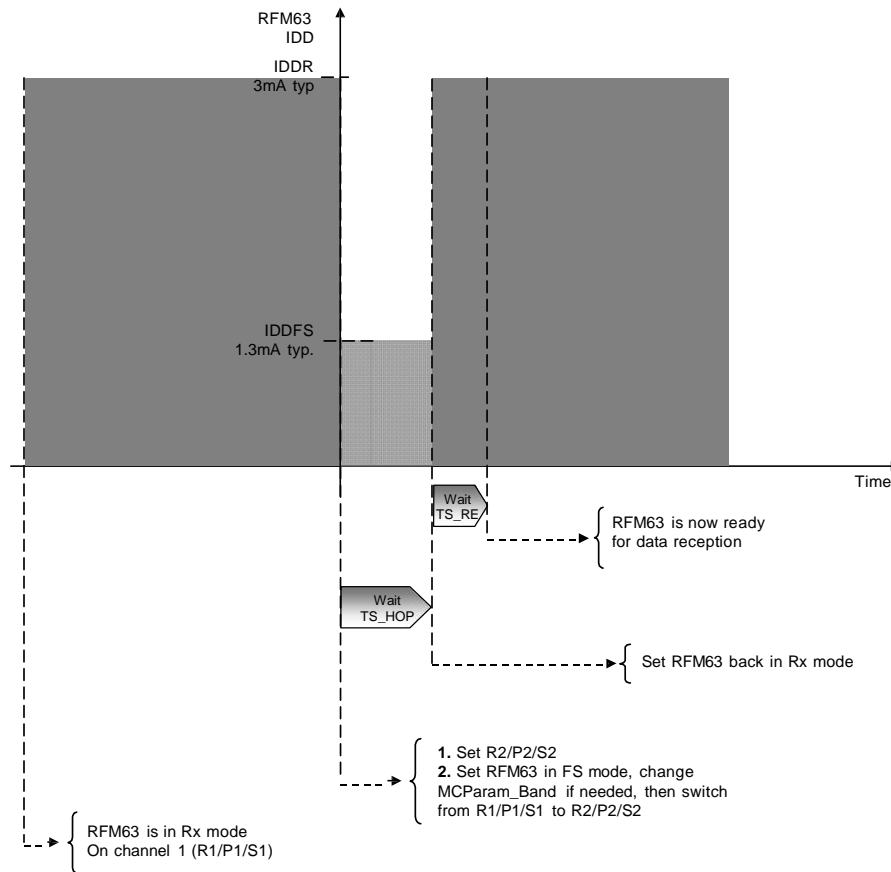 RFM63
IDD
IDDR
3mA typ
IDDFS
1.3mA typ.
Time
Wait
TS_RE
RFM63 is now ready
for data reception
Wait
TS_HOP
Set RFM63 back in Rx mode
1. Set R2/P2/S2
2. Set RFM63 in FS mode, change
MCParam_Band if needed, then switch
from R1/P1/S1 to R2/P2/S2
RFM63 is in Rx mode
On channel 1 (R1/P1/S1)